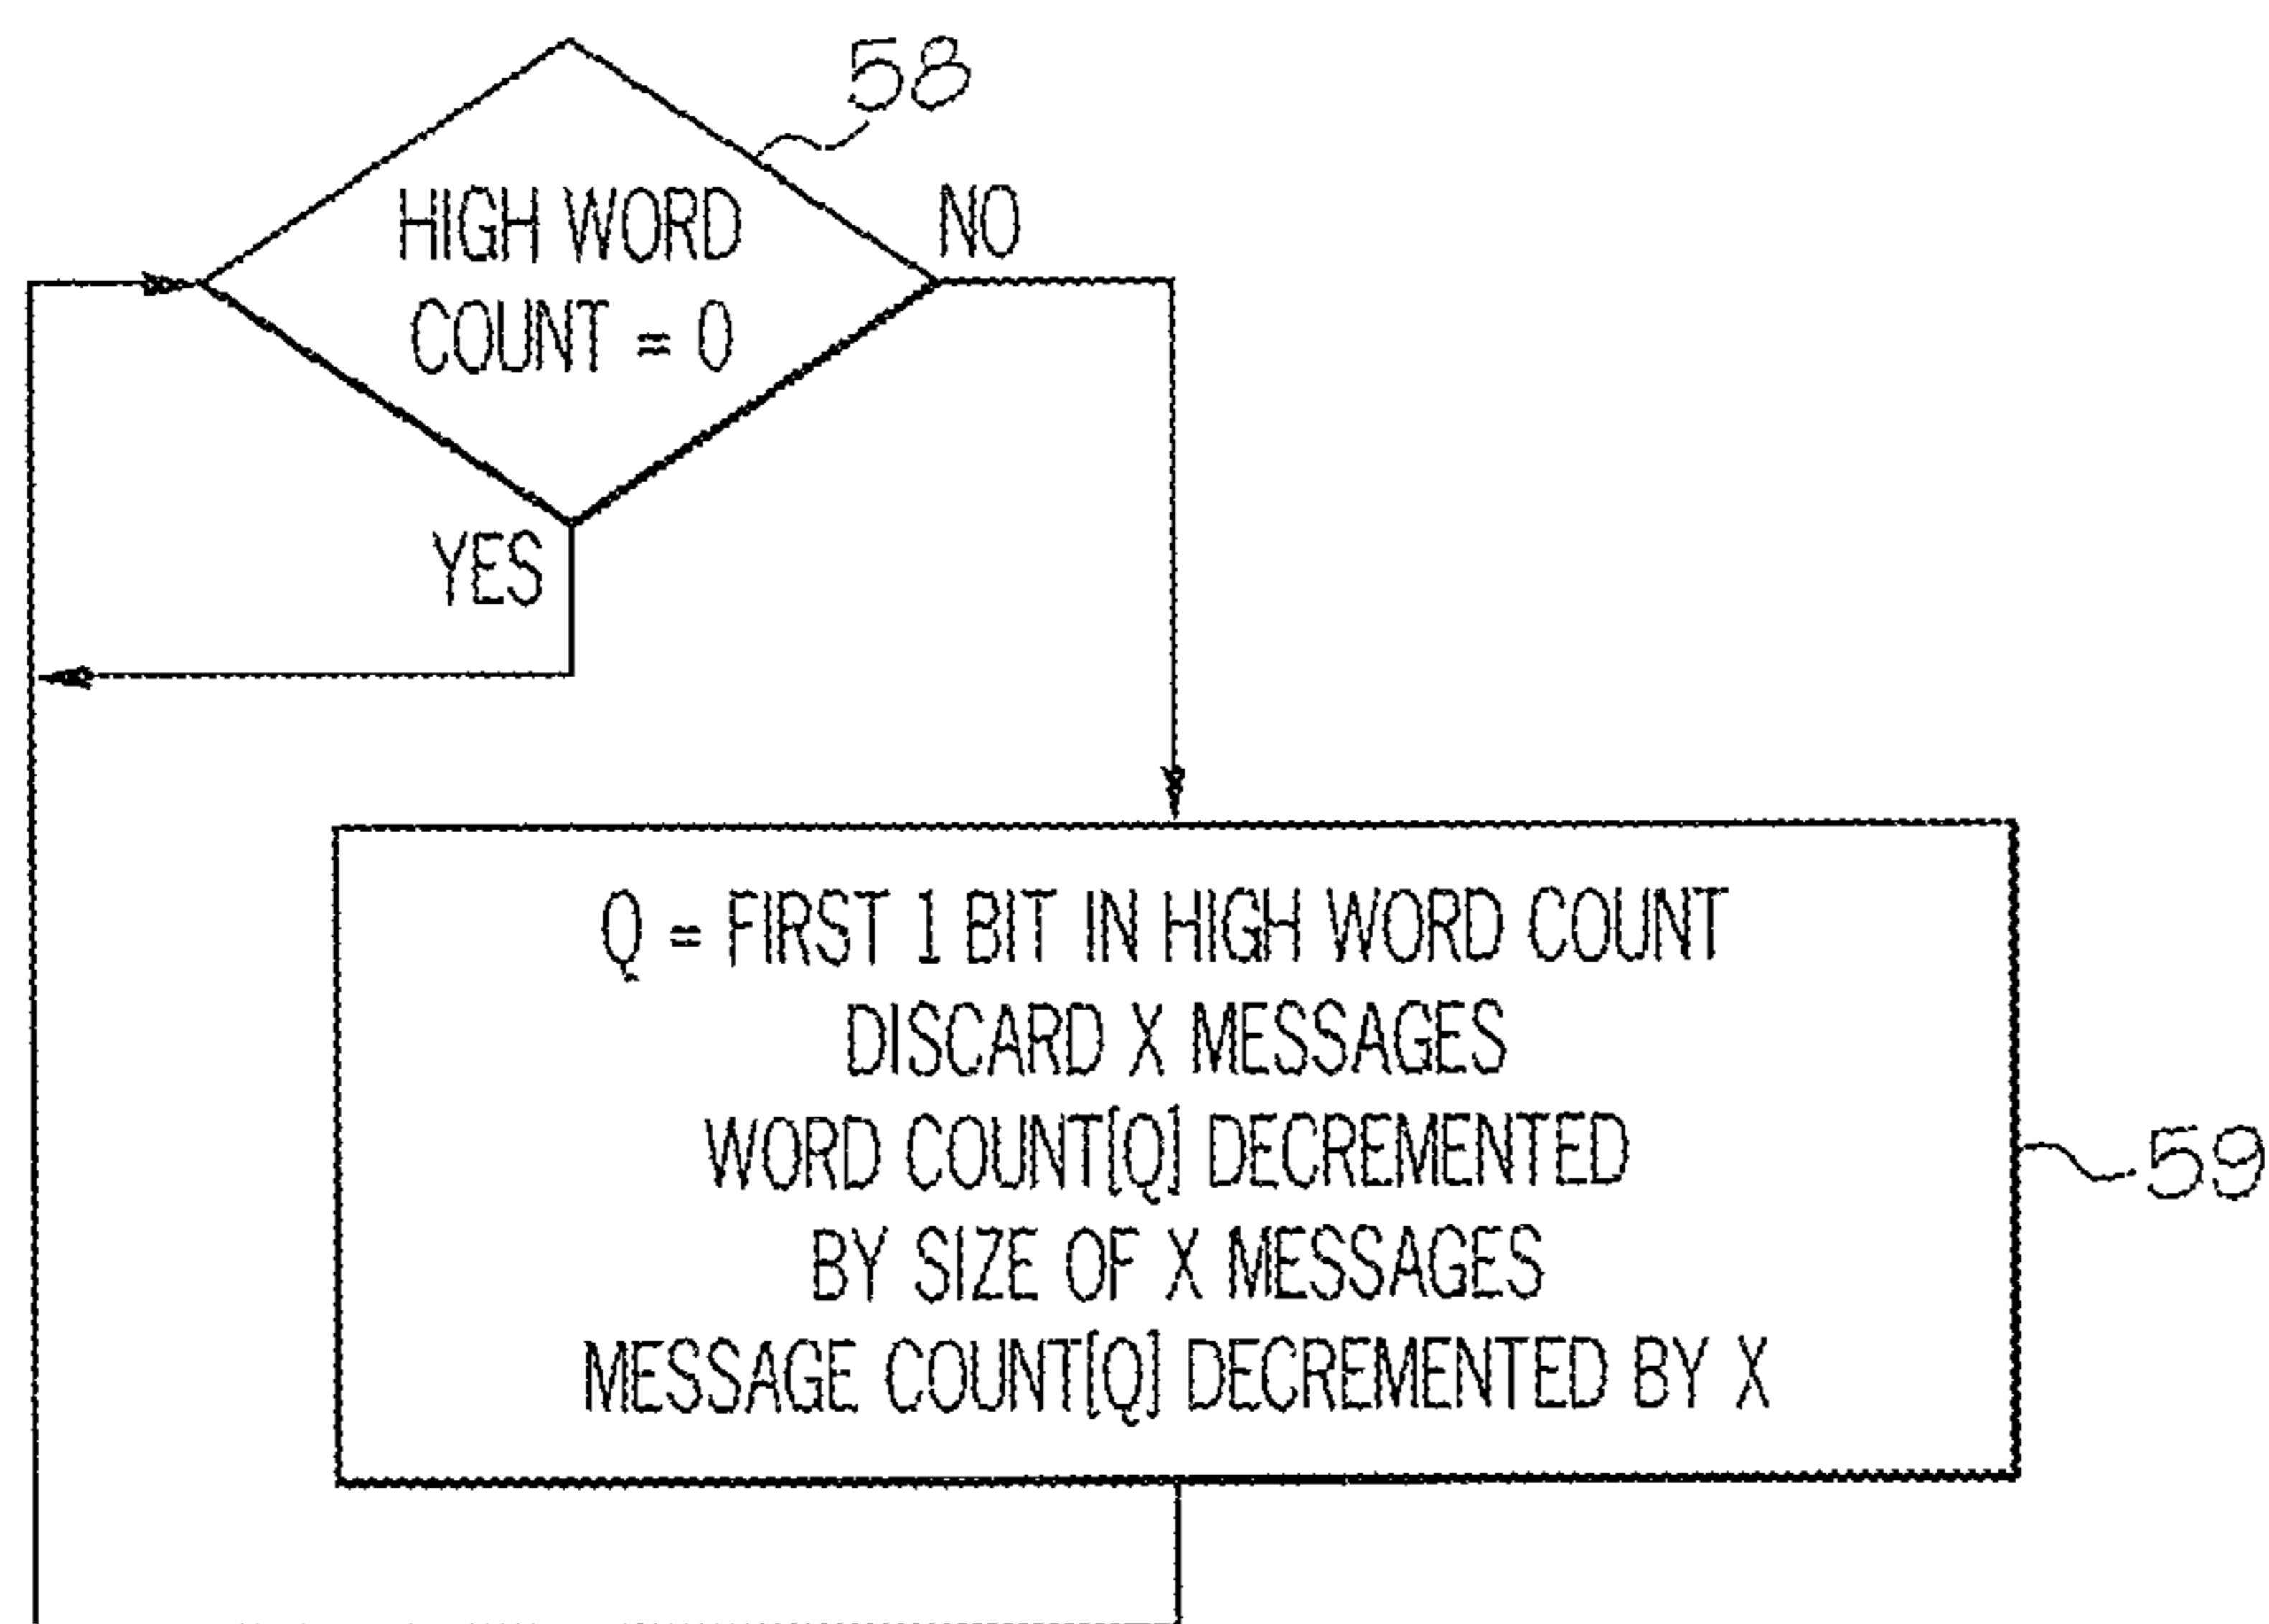 58
HIGH WORD
COUNT = 0
NO
YES
Q = FIRST 1 BIT IN HIGH WORD COUNT
DISCARD X MESSAGES
WORD COUNT[Q] DECREMENTED
BY SIZE OF X MESSAGES
MESSAGE COUNT[Q] DECREMENTED BY X
59